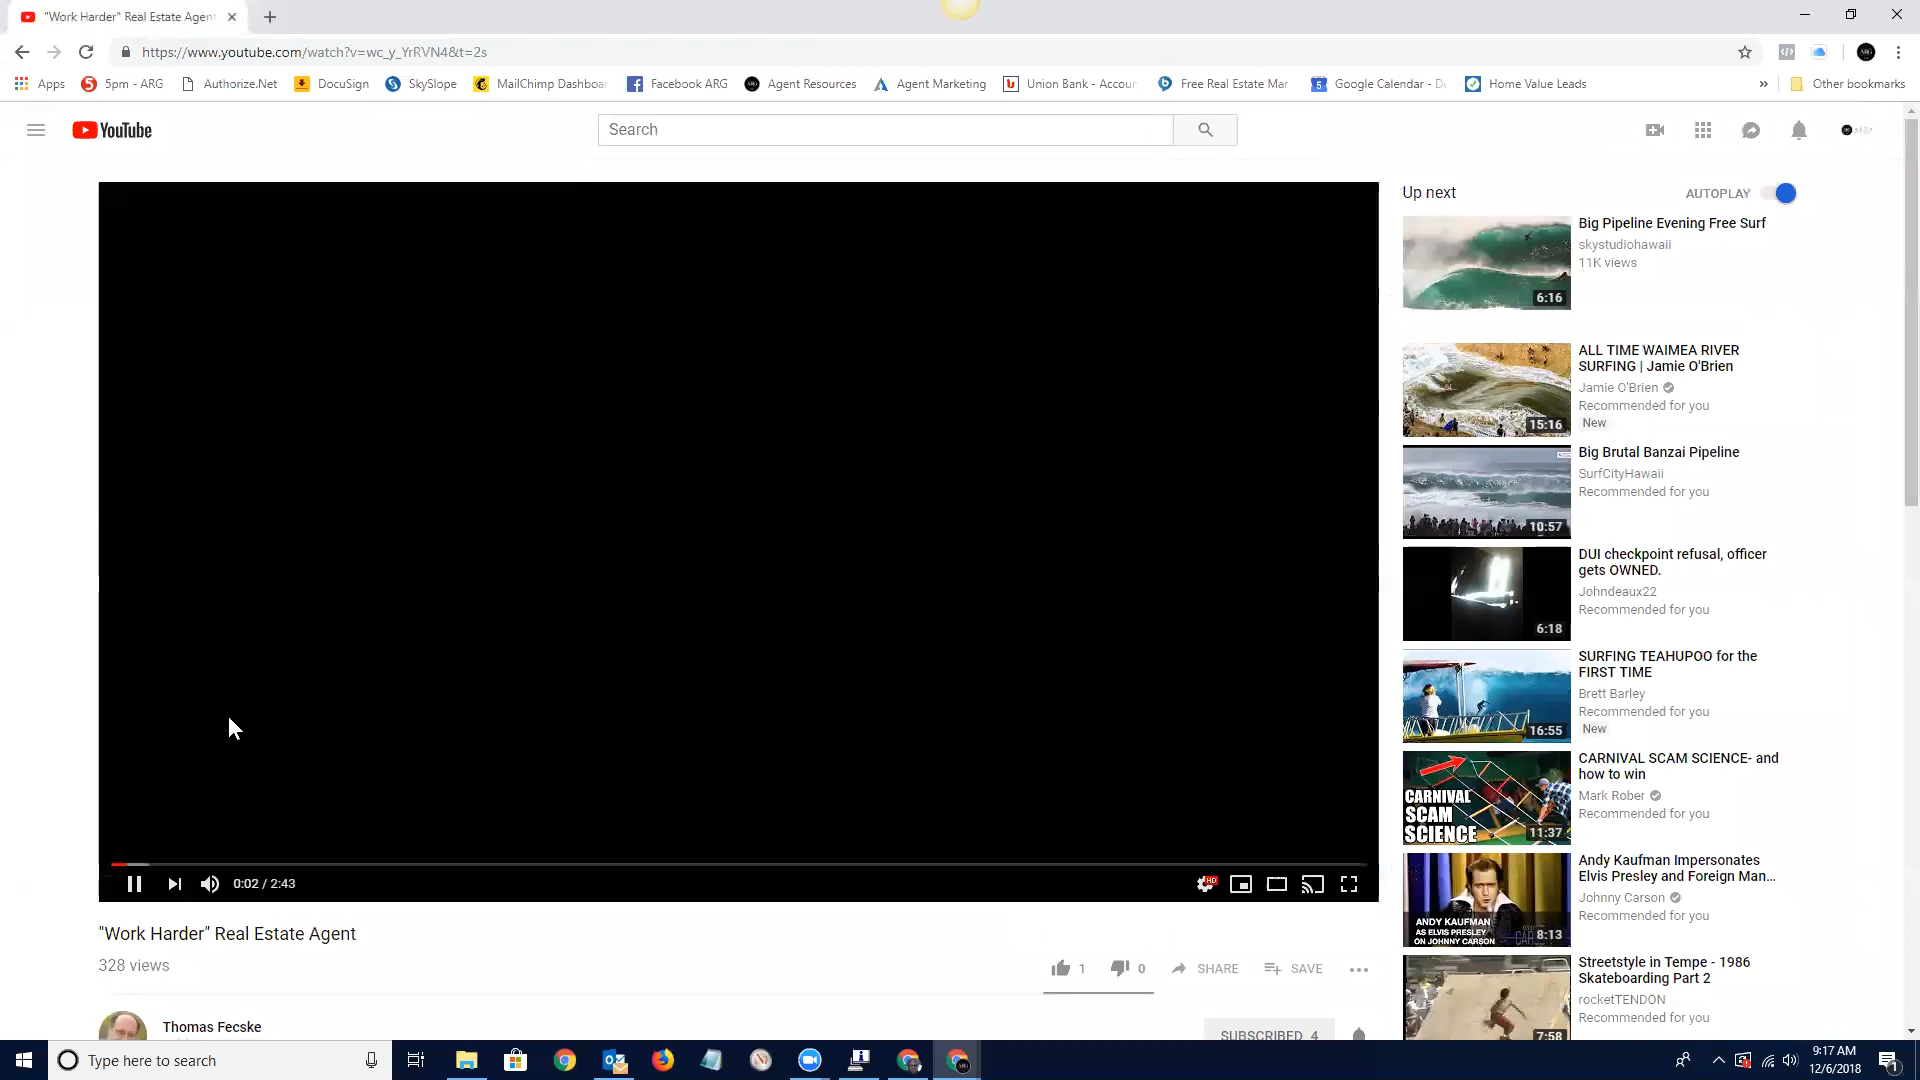 "Work Harder" Real Estate Agent
https://www.youtube.com/watch?v=wc_y_YrRVN4&t=2s
Apps
5pm - ARG
Authorize.Net
DocuSign
SkySlope
MailChimp Dashboar
Facebook ARG
Agent Resources
Agent Marketing
Union Bank - Accour
Free Real Estate Mar
Google Calendar - De
Home Value Leads
Other bookmarks
YouTube
Search
Up next
AUTOPLAY
Big Pipeline Evening Free Surf
skystudiohawaii
11K views
6:16
ALL TIME WAIMEA RIVER
SURFING | Jamie O'Brien
Jamie O'Brien
Recommended for you
New
15:16
Big Brutal Banzai Pipeline
SurfCityHawaii
Recommended for you
10:57
DUI checkpoint refusal, officer
gets OWNED.
Johndeaux22
Recommended for you
6:18
SURFING TEAHUPOO for the
FIRST TIME
Brett Barley
Recommended for you
New
16:55
CARNIVAL SCAM SCIENCE- and
how to win
Mark Rober
Recommended for you
CARNIVAL
SCAM
SCIENCE
11:37
Andy Kaufman Impersonates
Elvis Presley and Foreign Man...
Johnny Carson
Recommended for you
ANDY KAUFMAN
AS ELVIS PRESLEY
ON JOHNNY CARSON
8:13
Streetstyle in Tempe - 1986
Skateboarding Part 2
rocketTENDON
Recommended for you
7:58
0:02 / 2:43
HD
"Work Harder" Real Estate Agent
328 views
1
0
SHARE
SAVE
Thomas Fecske
SUBSCRIBED 4
Type here to search
9:17 AM
12/6/2018
1